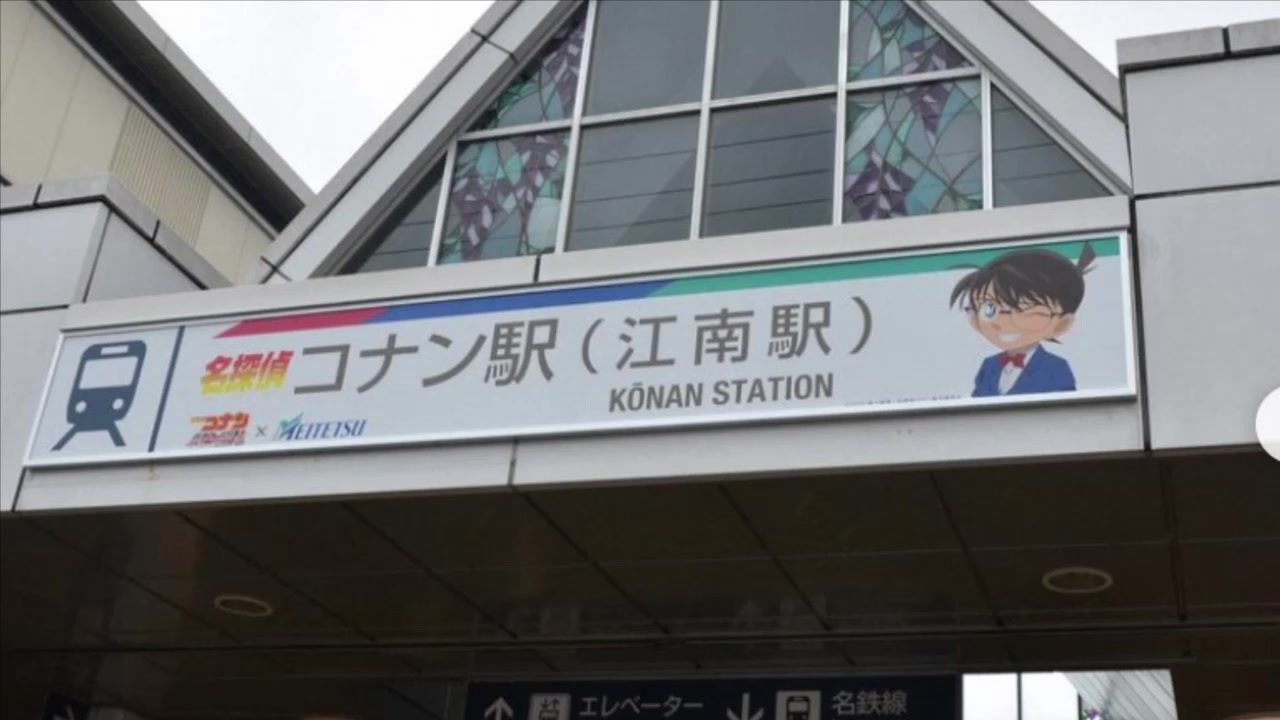 名探偵コナン駅（江南駅）
KŌNAN STATION
コナン × MEITETSU
エレベーター 名鉄線